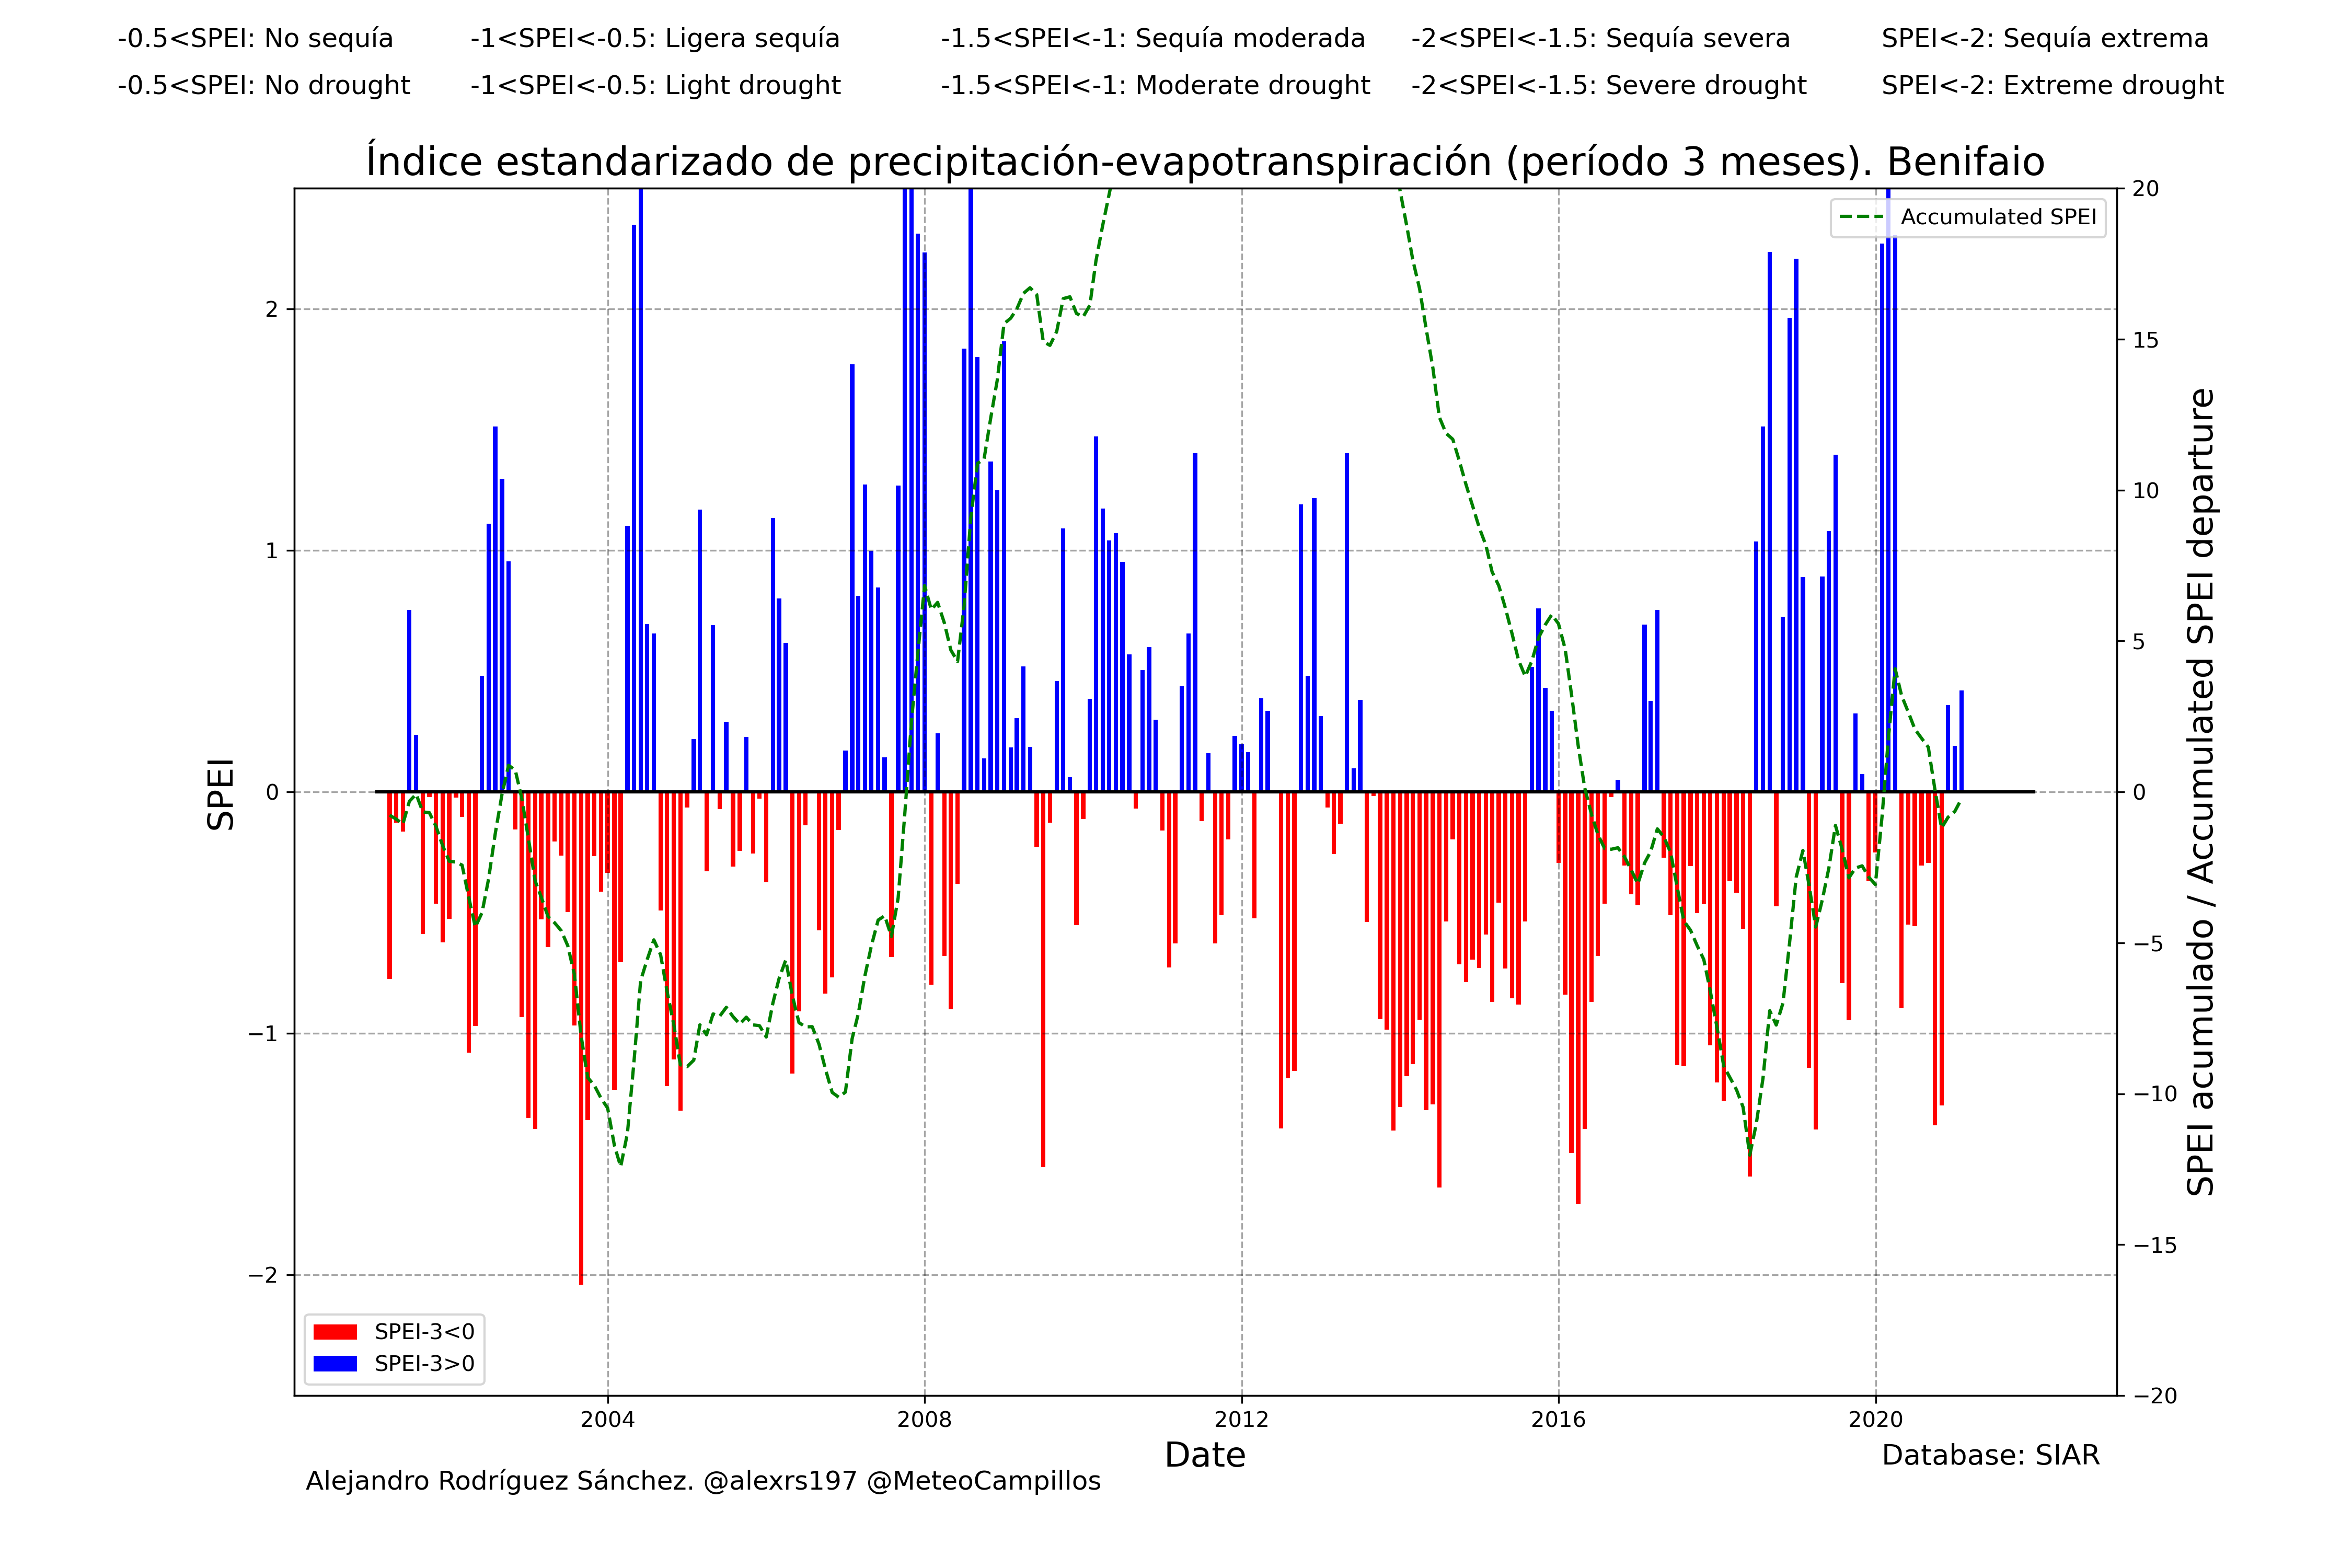 -0.5<SPEI: No sequía -1<SPEI<-0.5: Ligera sequía -1.5<SPEI<-1: Sequía moderada -2<SPEI<-1.5: Sequía severa SPEI<-2: Sequía extrema
-0.5<SPEI: No drought -1<SPEI<-0.5: Light drought -1.5<SPEI<-1: Moderate drought -2<SPEI<-1.5: Severe drought SPEI<-2: Extreme drought
Índice estandarizado de precipitación-evapotranspiración (período 3 meses). Benifaio
Accumulated SPEI
SPEI
2
1
0
−1
−2
20
15
10
5
0
−5
−10
−15
−20
SPEI acumulado / Accumulated SPEI departure
SPEI-3<0
SPEI-3>0
2004 2008 2012 2016 2020
Date
Database: SIAR
Alejandro Rodríguez Sánchez. @alexrs197 @MeteoCampillos